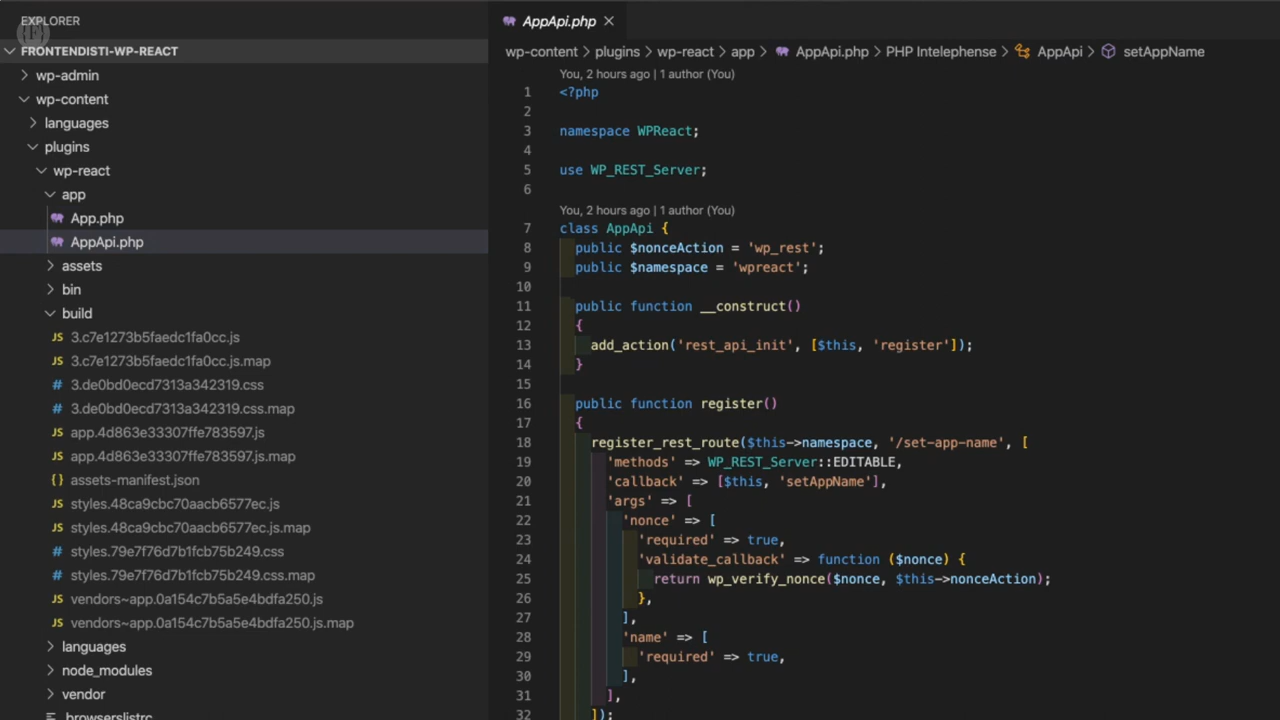 EXPLORER
FRONTENDISTI-WP-REACT
wp-admin
wp-content
languages
plugins
wp-react
app
App.php
AppApi.php
assets
bin
build
JS 3.c7e1273b5faedc1fa0cc.js
JS 3.c7e1273b5faedc1fa0cc.js.map
# 3.de0bd0ecd7313a342319.css
# 3.de0bd0ecd7313a342319.css.map
JS app.4d863e33307ffe783597.js
JS app.4d863e33307ffe783597.js.map
{} assets-manifest.json
JS styles.48ca9cbc70aacb6577ec.js
JS styles.48ca9cbc70aacb6577ec.js.map
# styles.79e7f76d7b1fcb75b249.css
# styles.79e7f76d7b1fcb75b249.css.map
JS vendors~app.0a154c7b5a5e4bdfa250.js
JS vendors~app.0a154c7b5a5e4bdfa250.js.map
languages
node_modules
vendor
.browserslistrc
AppApi.php
wp-content > plugins > wp-react > app > AppApi.php > PHP Intelephense > AppApi > setAppName
You, 2 hours ago | 1 author (You)
1 <?php
2
3 namespace WPReact;
4
5 use WP_REST_Server;
6
You, 2 hours ago | 1 author (You)
7 class AppApi {
8 public $nonceAction = 'wp_rest';
9 public $namespace = 'wpreact';
10
11 public function __construct()
12 {
13 add_action('rest_api_init', [$this, 'register']);
14 }
15
16 public function register()
17 {
18 register_rest_route($this->namespace, '/set-app-name', [
19 'methods' => WP_REST_Server::EDITABLE,
20 'callback' => [$this, 'setAppName'],
21 'args' => [
22 'nonce' => [
23 'required' => true,
24 'validate_callback' => function ($nonce) {
25 return wp_verify_nonce($nonce, $this->nonceAction);
26 },
27 ],
28 'name' => [
29 'required' => true,
30 ],
31 ],
32 ]);